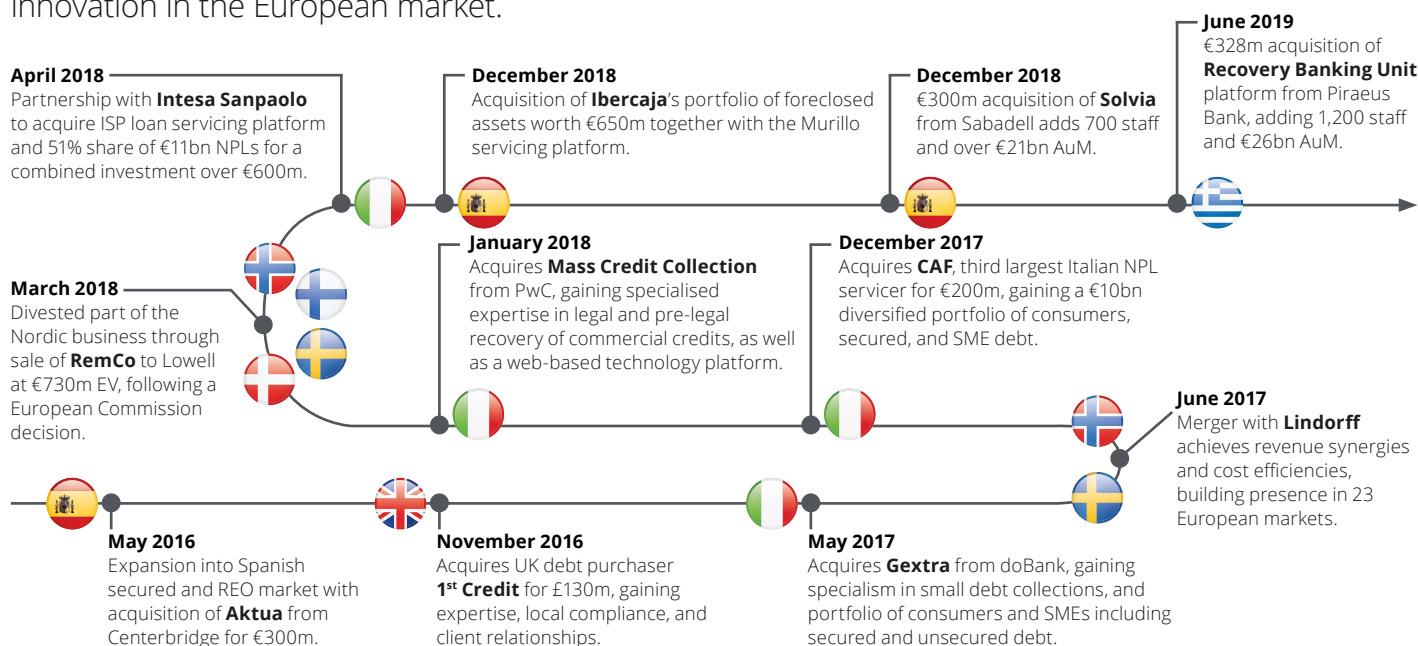 innovation in the European market.
June 2019
€328m acquisition of
Recovery Banking Unit
platform from Piraeus
Bank, adding 1,200 staff
and €26bn AuM.
April 2018
Partnership with Intesa Sanpaolo
to acquire ISP loan servicing platform
and 51% share of €11bn NPLs for a
combined investment over €600m.
December 2018
Acquisition of Ibercaja's portfolio of foreclosed
assets worth €650m together with the Murillo
servicing platform.
December 2018
€300m acquisition of Solvia
from Sabadell adds 700 staff
and over €21bn AuM.
March 2018
Divested part of the
Nordic business through
sale of RemCo to Lowell
at €730m EV, following a
European Commission
decision.
January 2018
Acquires Mass Credit Collection
from PwC, gaining specialised
expertise in legal and pre-legal
recovery of commercial credits, as well
as a web-based technology platform.
December 2017
Acquires CAF, third largest Italian NPL
servicer for €200m, gaining a €10bn
diversified portfolio of consumers,
secured, and SME debt.
June 2017
Merger with Lindorff
achieves revenue synergies
and cost efficiencies,
building presence in 23
European markets.
May 2016
Expansion into Spanish
secured and REO market with
acquisition of Aktua from
Centerbridge for €300m.
November 2016
Acquires UK debt purchaser
1st Credit for £130m, gaining
expertise, local compliance, and
client relationships.
May 2017
Acquires Gextra from doBank, gaining
specialism in small debt collections, and
portfolio of consumers and SMEs including
secured and unsecured debt.